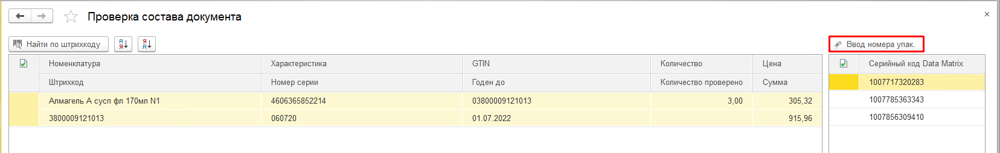 Проверка состава документа
Найти по штрихкоду
Ввод номера упак.
Номенклатура Характеристика GTIN Количество Цена
Серийный код Data Matrix
Штрихкод Номер серии Годен до Количество проверено Сумма
1007717320283
Алмагель А сусп фл 170мл N1 4606365852214 03800009121013 3,00 305,32
1007785363343
3800009121013 060720 01.07.2022 915,96
1007856309410